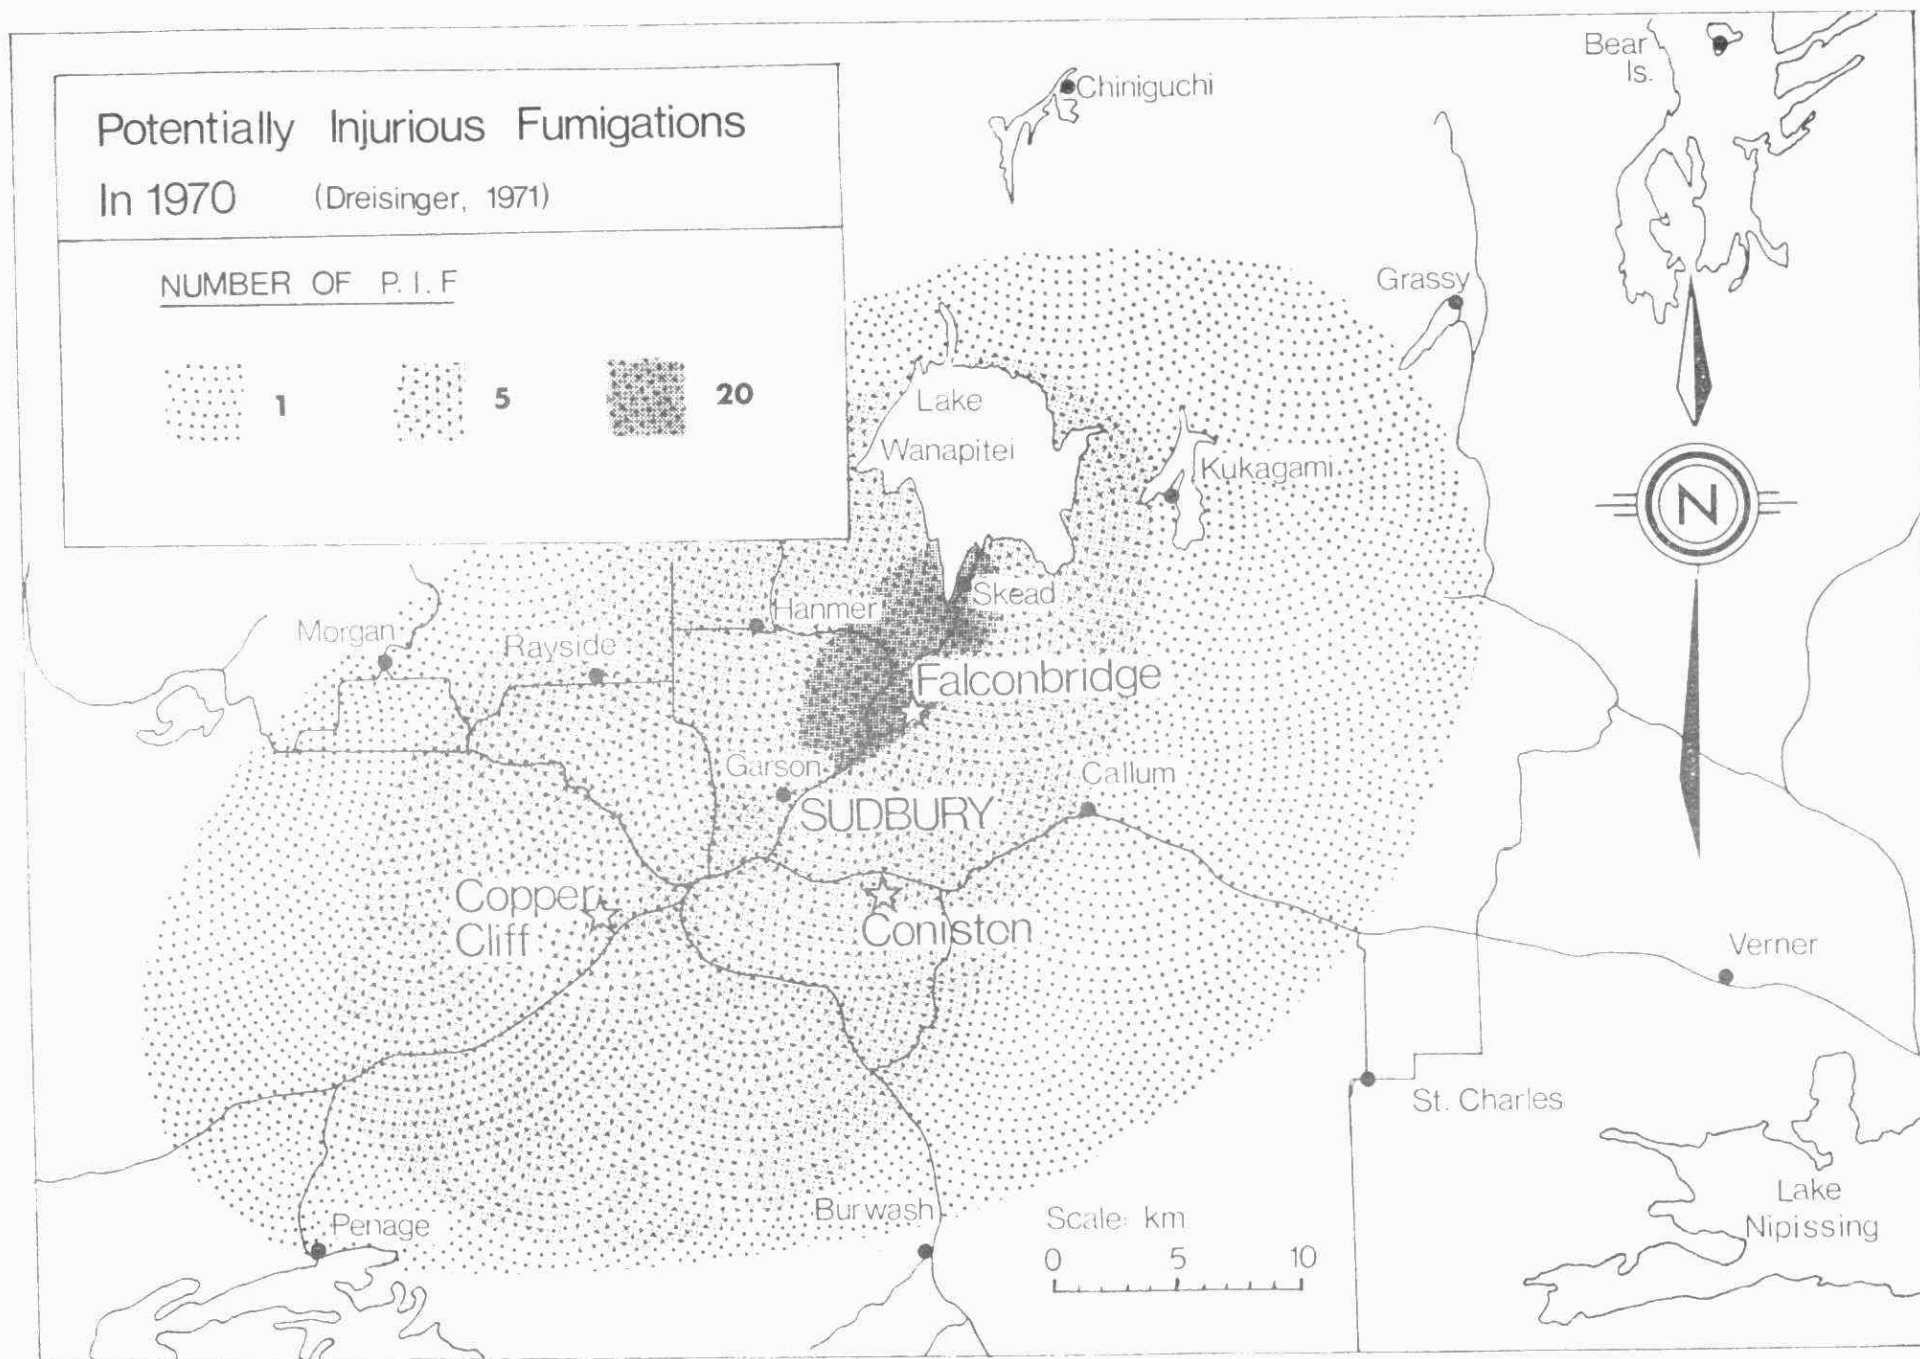 Potentially Injurious Fumigations
In 1970 (Dreisinger, 1971)
NUMBER OF P. I. F
1
5
20
Bear
Is.
Chiniguchi
Grassy
Lake
Wanapitei
Kukagami
N
Skead
Hanmer
Morgan
Rayside
Falconbridge
Garson
Callum
SUDBURY
Copper
Cliff
Coniston
Verner
St. Charles
Lake
Nipissing
Penage
Burwash
Scale: km
0 5 10